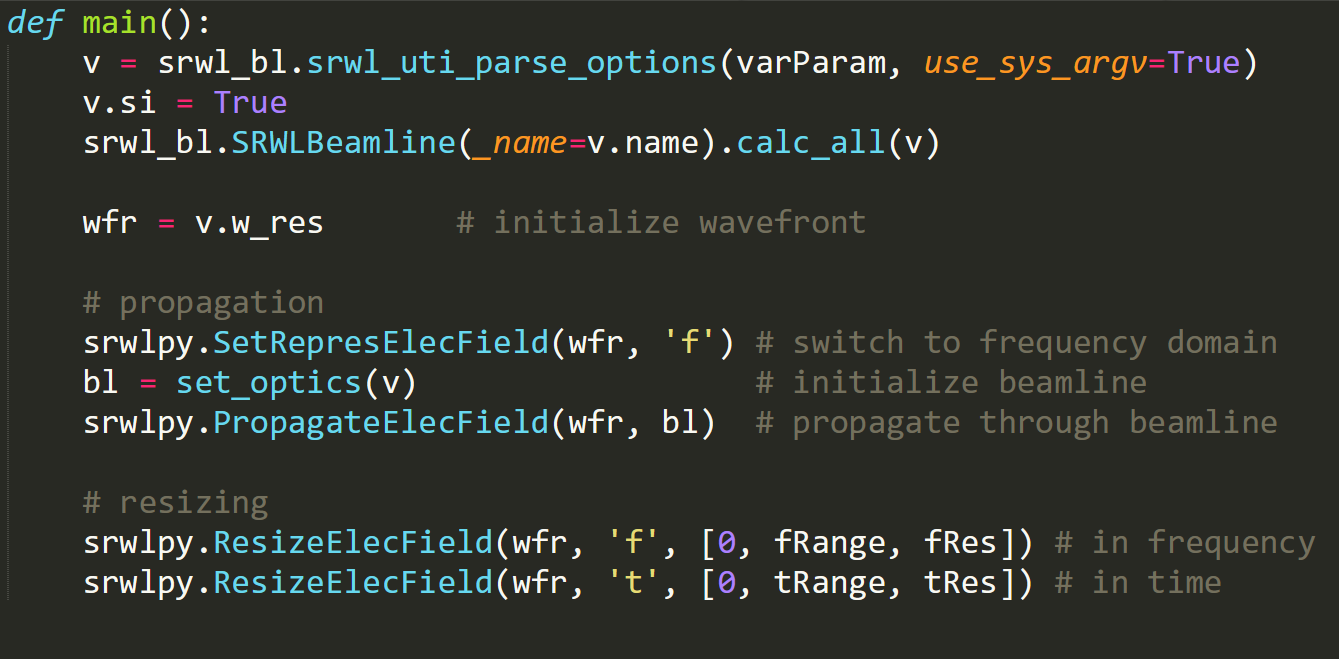 def main():
    v = srwl_bl.srwl_uti_parse_options(varParam, use_sys_argv=True)
    v.si = True
    srwl_bl.SRWLBeamline(_name=v.name).calc_all(v)
    wfr = v.w_res       # initialize wavefront
    # propagation
    srwlpy.SetRepresElecField(wfr, 'f') # switch to frequency domain
    bl = set_optics(v)                  # initialize beamline
    srwlpy.PropagateElecField(wfr, bl)  # propagate through beamline
    # resizing
    srwlpy.ResizeElecField(wfr, 'f', [0, fRange, fRes]) # in frequency
    srwlpy.ResizeElecField(wfr, 't', [0, tRange, tRes]) # in time